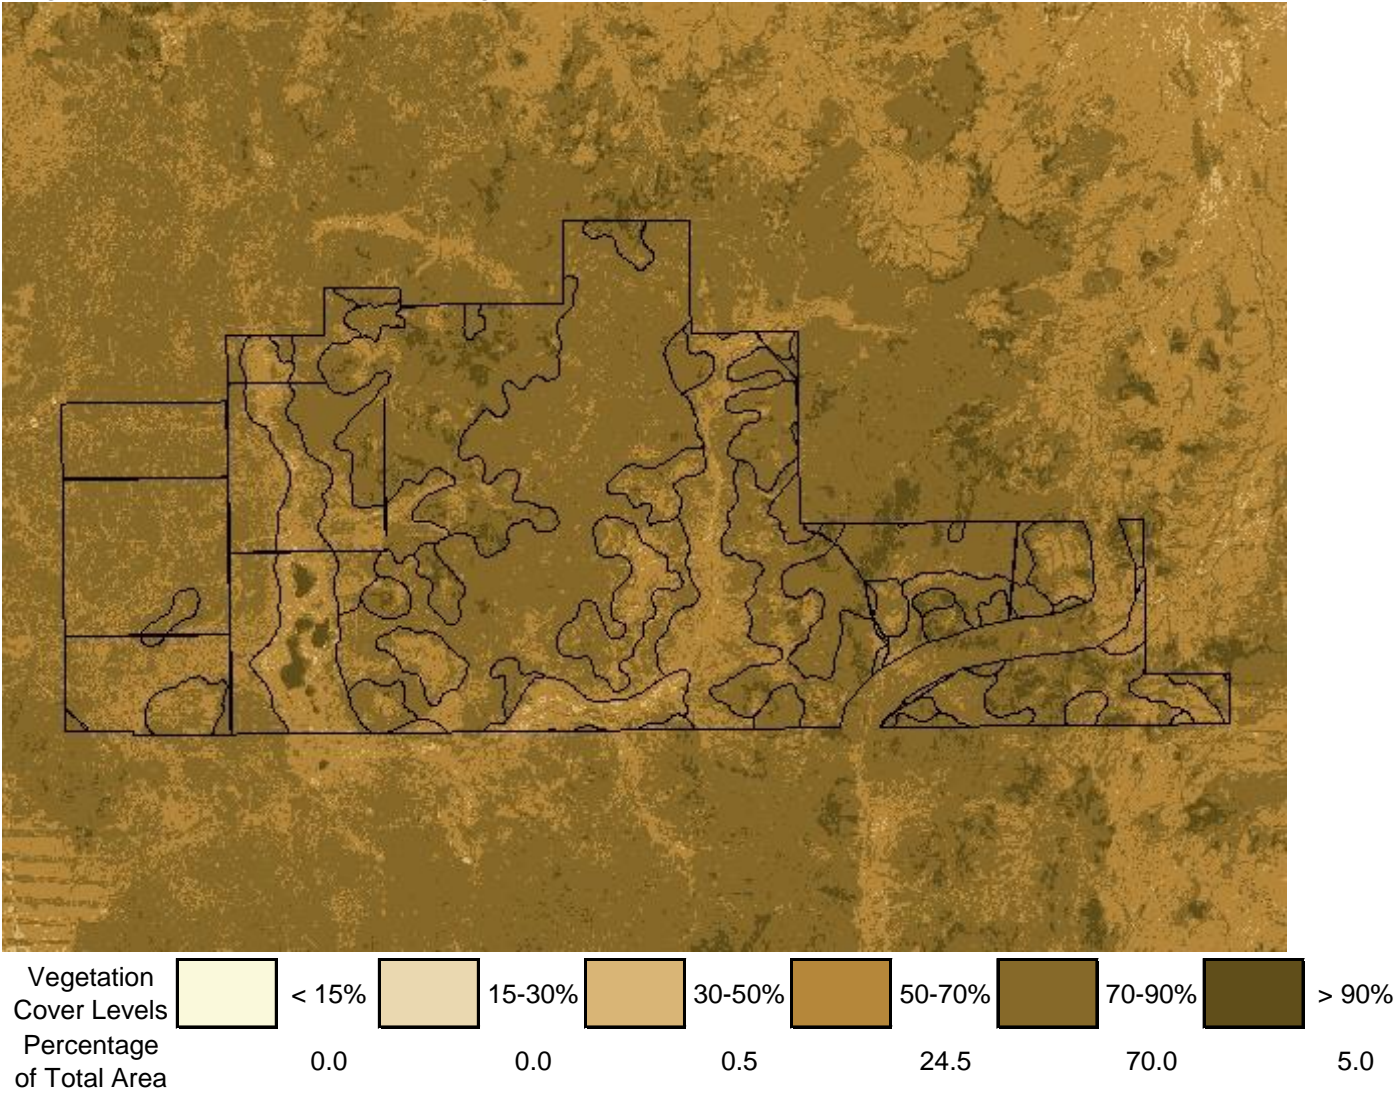 Vegetation
Cover Levels
< 15% 15-30% 30-50% 50-70% 70-90% > 90%
Percentage
of Total Area
0.0 0.0 0.5 24.5 70.0 5.0